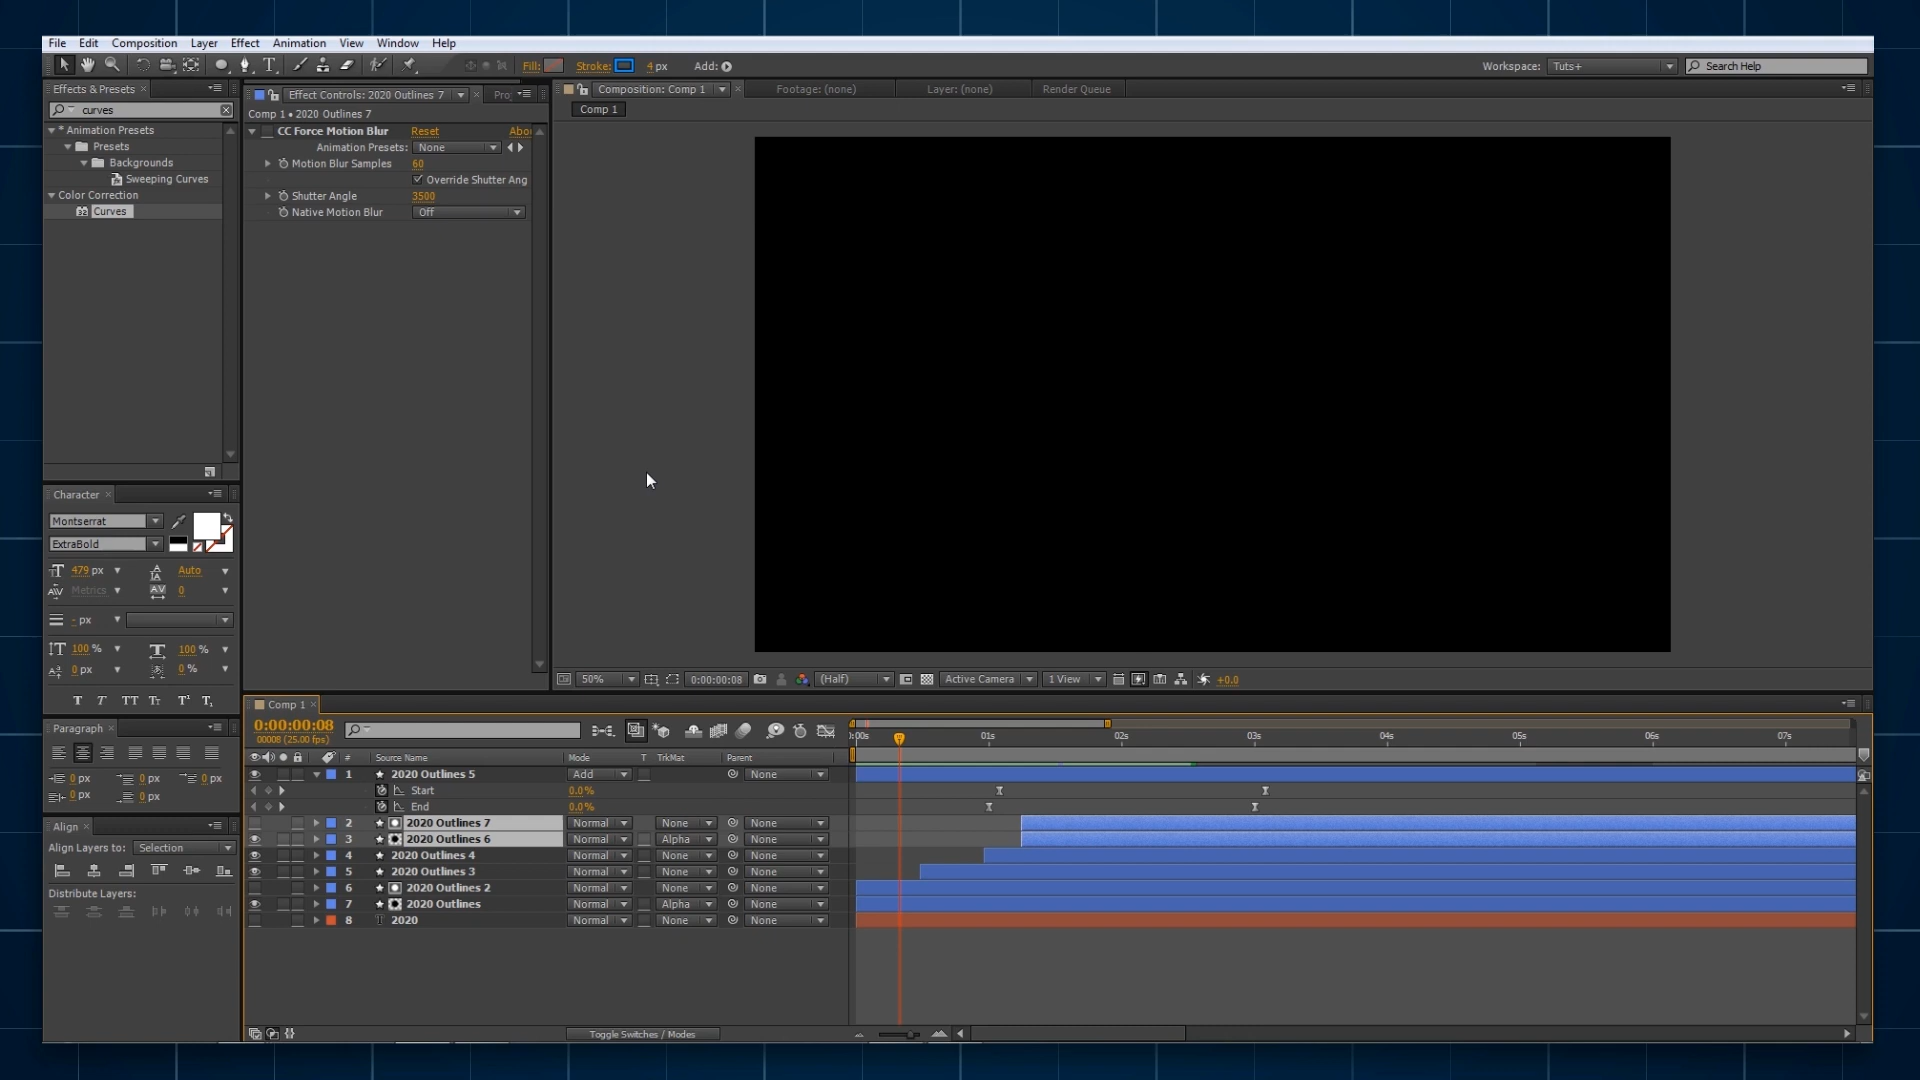 File Edit Composition Layer Effect Animation View Window Help
Fill: Stroke: 4 px Add: Workspace: Tuts+ Search Help
Effects & Presets
curves
* Animation Presets
Presets
Backgrounds
Sweeping Curves
Color Correction
32 Curves
Effect Controls: 2020 Outlines 7
Comp 1 • 2020 Outlines 7
CC Force Motion Blur Reset
Animation Presets: None
Motion Blur Samples 60
Override Shutter Ang
Shutter Angle 3500
Native Motion Blur Off
Composition: Comp 1 Footage: (none) Layer: (none) Render Queue
Comp 1
50% 0:00:00:08 (Half) Active Camera 1 View +0.0
Character
Montserrat
ExtraBold
479 px Auto
Metrics 0
- px
100 % 100 %
0 px 0 %
T T TT Tt T¹ T₁
Paragraph
0 px 0 px 0 px
0 px 0 px
Align
Align Layers to: Selection
Distribute Layers:
Comp 1
0:00:00:08
00008 (25.00 fps)
:00s 01s 02s 03s 04s 05s 06s 07s
# Source Name Mode T TrkMat Parent
1 2020 Outlines 5 Add None
Start 0.0%
End 0.0%
2 2020 Outlines 7 Normal None None
3 2020 Outlines 6 Normal Alpha None
4 2020 Outlines 4 Normal None None
5 2020 Outlines 3 Normal None None
6 2020 Outlines 2 Normal None None
7 2020 Outlines Normal Alpha None
8 T 2020 Normal None None
Toggle Switches / Modes